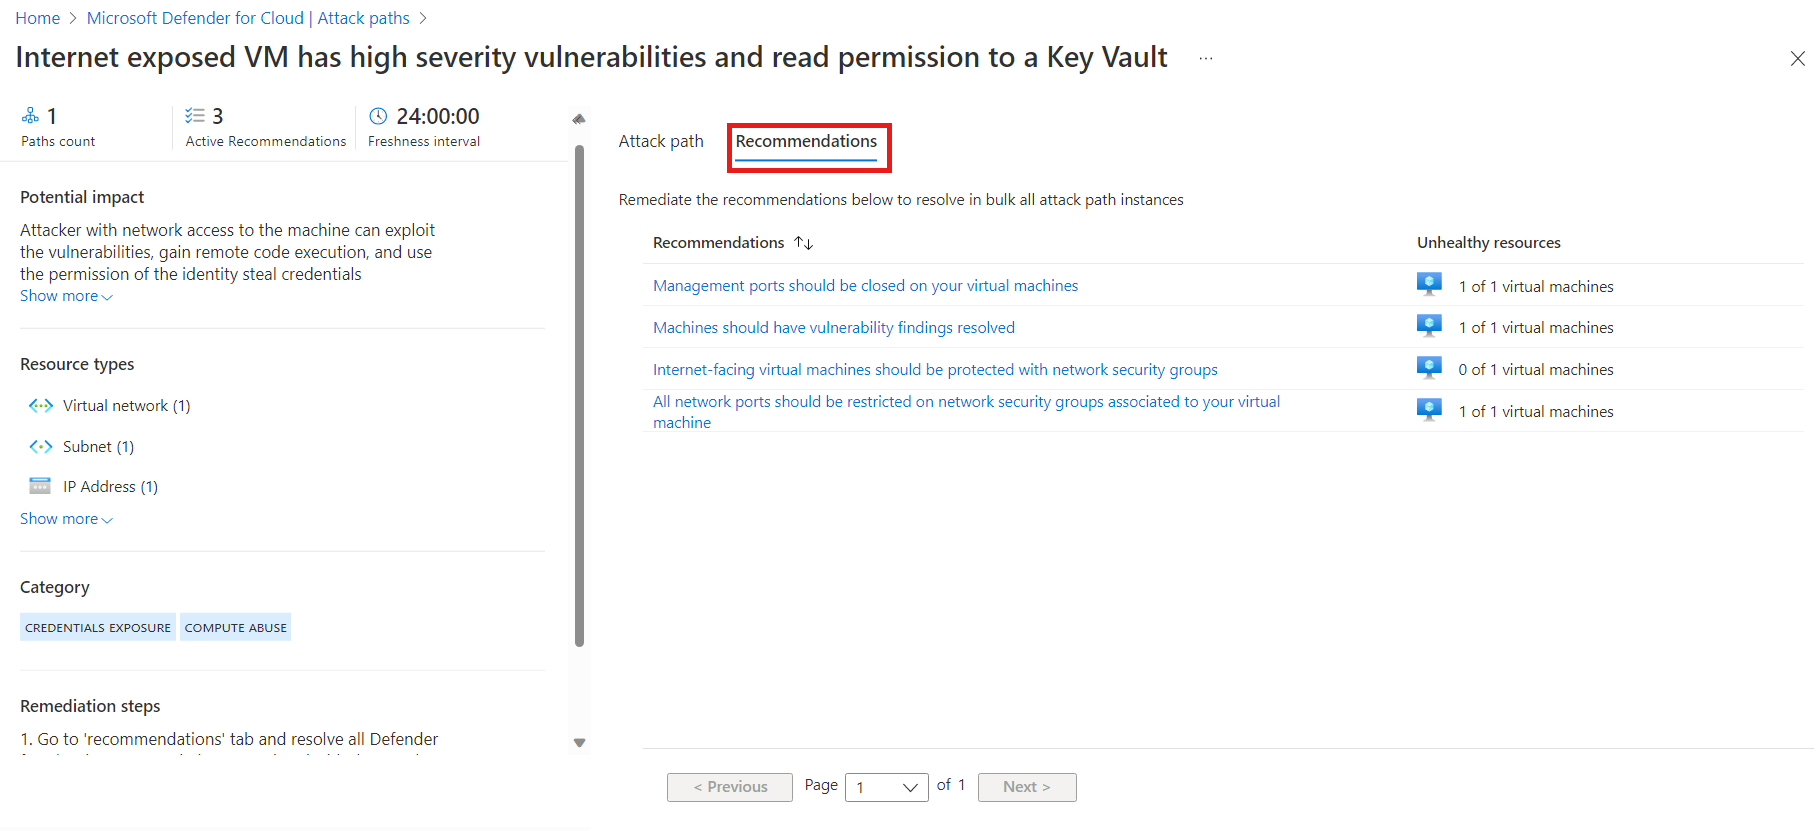 Home > Microsoft Defender for Cloud | Attack paths >
Internet exposed VM has high severity vulnerabilities and read permission to a Key Vault ...
1
Paths count
3
Active Recommendations
24:00:00
Freshness interval
Potential impact
Attacker with network access to the machine can exploit
the vulnerabilities, gain remote code execution, and use
the permission of the identity steal credentials
Show more
Resource types
Virtual network (1)
Subnet (1)
IP Address (1)
Show more
Category
CREDENTIALS EXPOSURE COMPUTE ABUSE
Remediation steps
1. Go to 'recommendations' tab and resolve all Defender
Attack path Recommendations
Remediate the recommendations below to resolve in bulk all attack path instances
Recommendations Unhealthy resources
Management ports should be closed on your virtual machines 1 of 1 virtual machines
Machines should have vulnerability findings resolved 1 of 1 virtual machines
Internet-facing virtual machines should be protected with network security groups 0 of 1 virtual machines
All network ports should be restricted on network security groups associated to your virtual
machine 1 of 1 virtual machines
< Previous Page 1 of 1 Next >